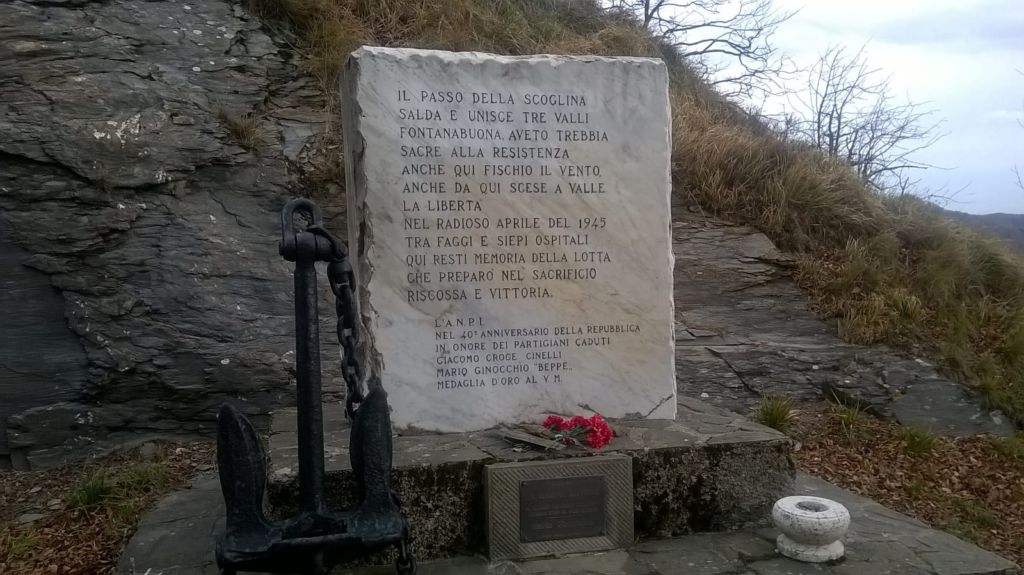 IL PASSO DELLA SCOGLINA
SALDA E UNISCE TRE VALLI
FONTANABUONA, AVETO TREBBIA
SACRE ALLA RESISTENZA
ANCHE QUI FISCHIO IL VENTO,
ANCHE DA QUI SCESE A VALLE
LA LIBERTÀ
NEL RADIOSO APRILE DEL 1945
TRA FAGGI E SIEPI OSPITALI
QUI RESTI MEMORIA DELLA LOTTA
CHE PREPARÒ NEL SACRIFICIO
RISCOSSA E VITTORIA.
L'A.N.P.I.
NEL 40° ANNIVERSARIO DELLA REPUBBLICA
IN ONORE DEI PARTIGIANI CADUTI
GIACOMO CROCE CINELLI
MARIO GINOCCHIO "BEPPE"
MEDAGLIA D'ORO AL V.M.